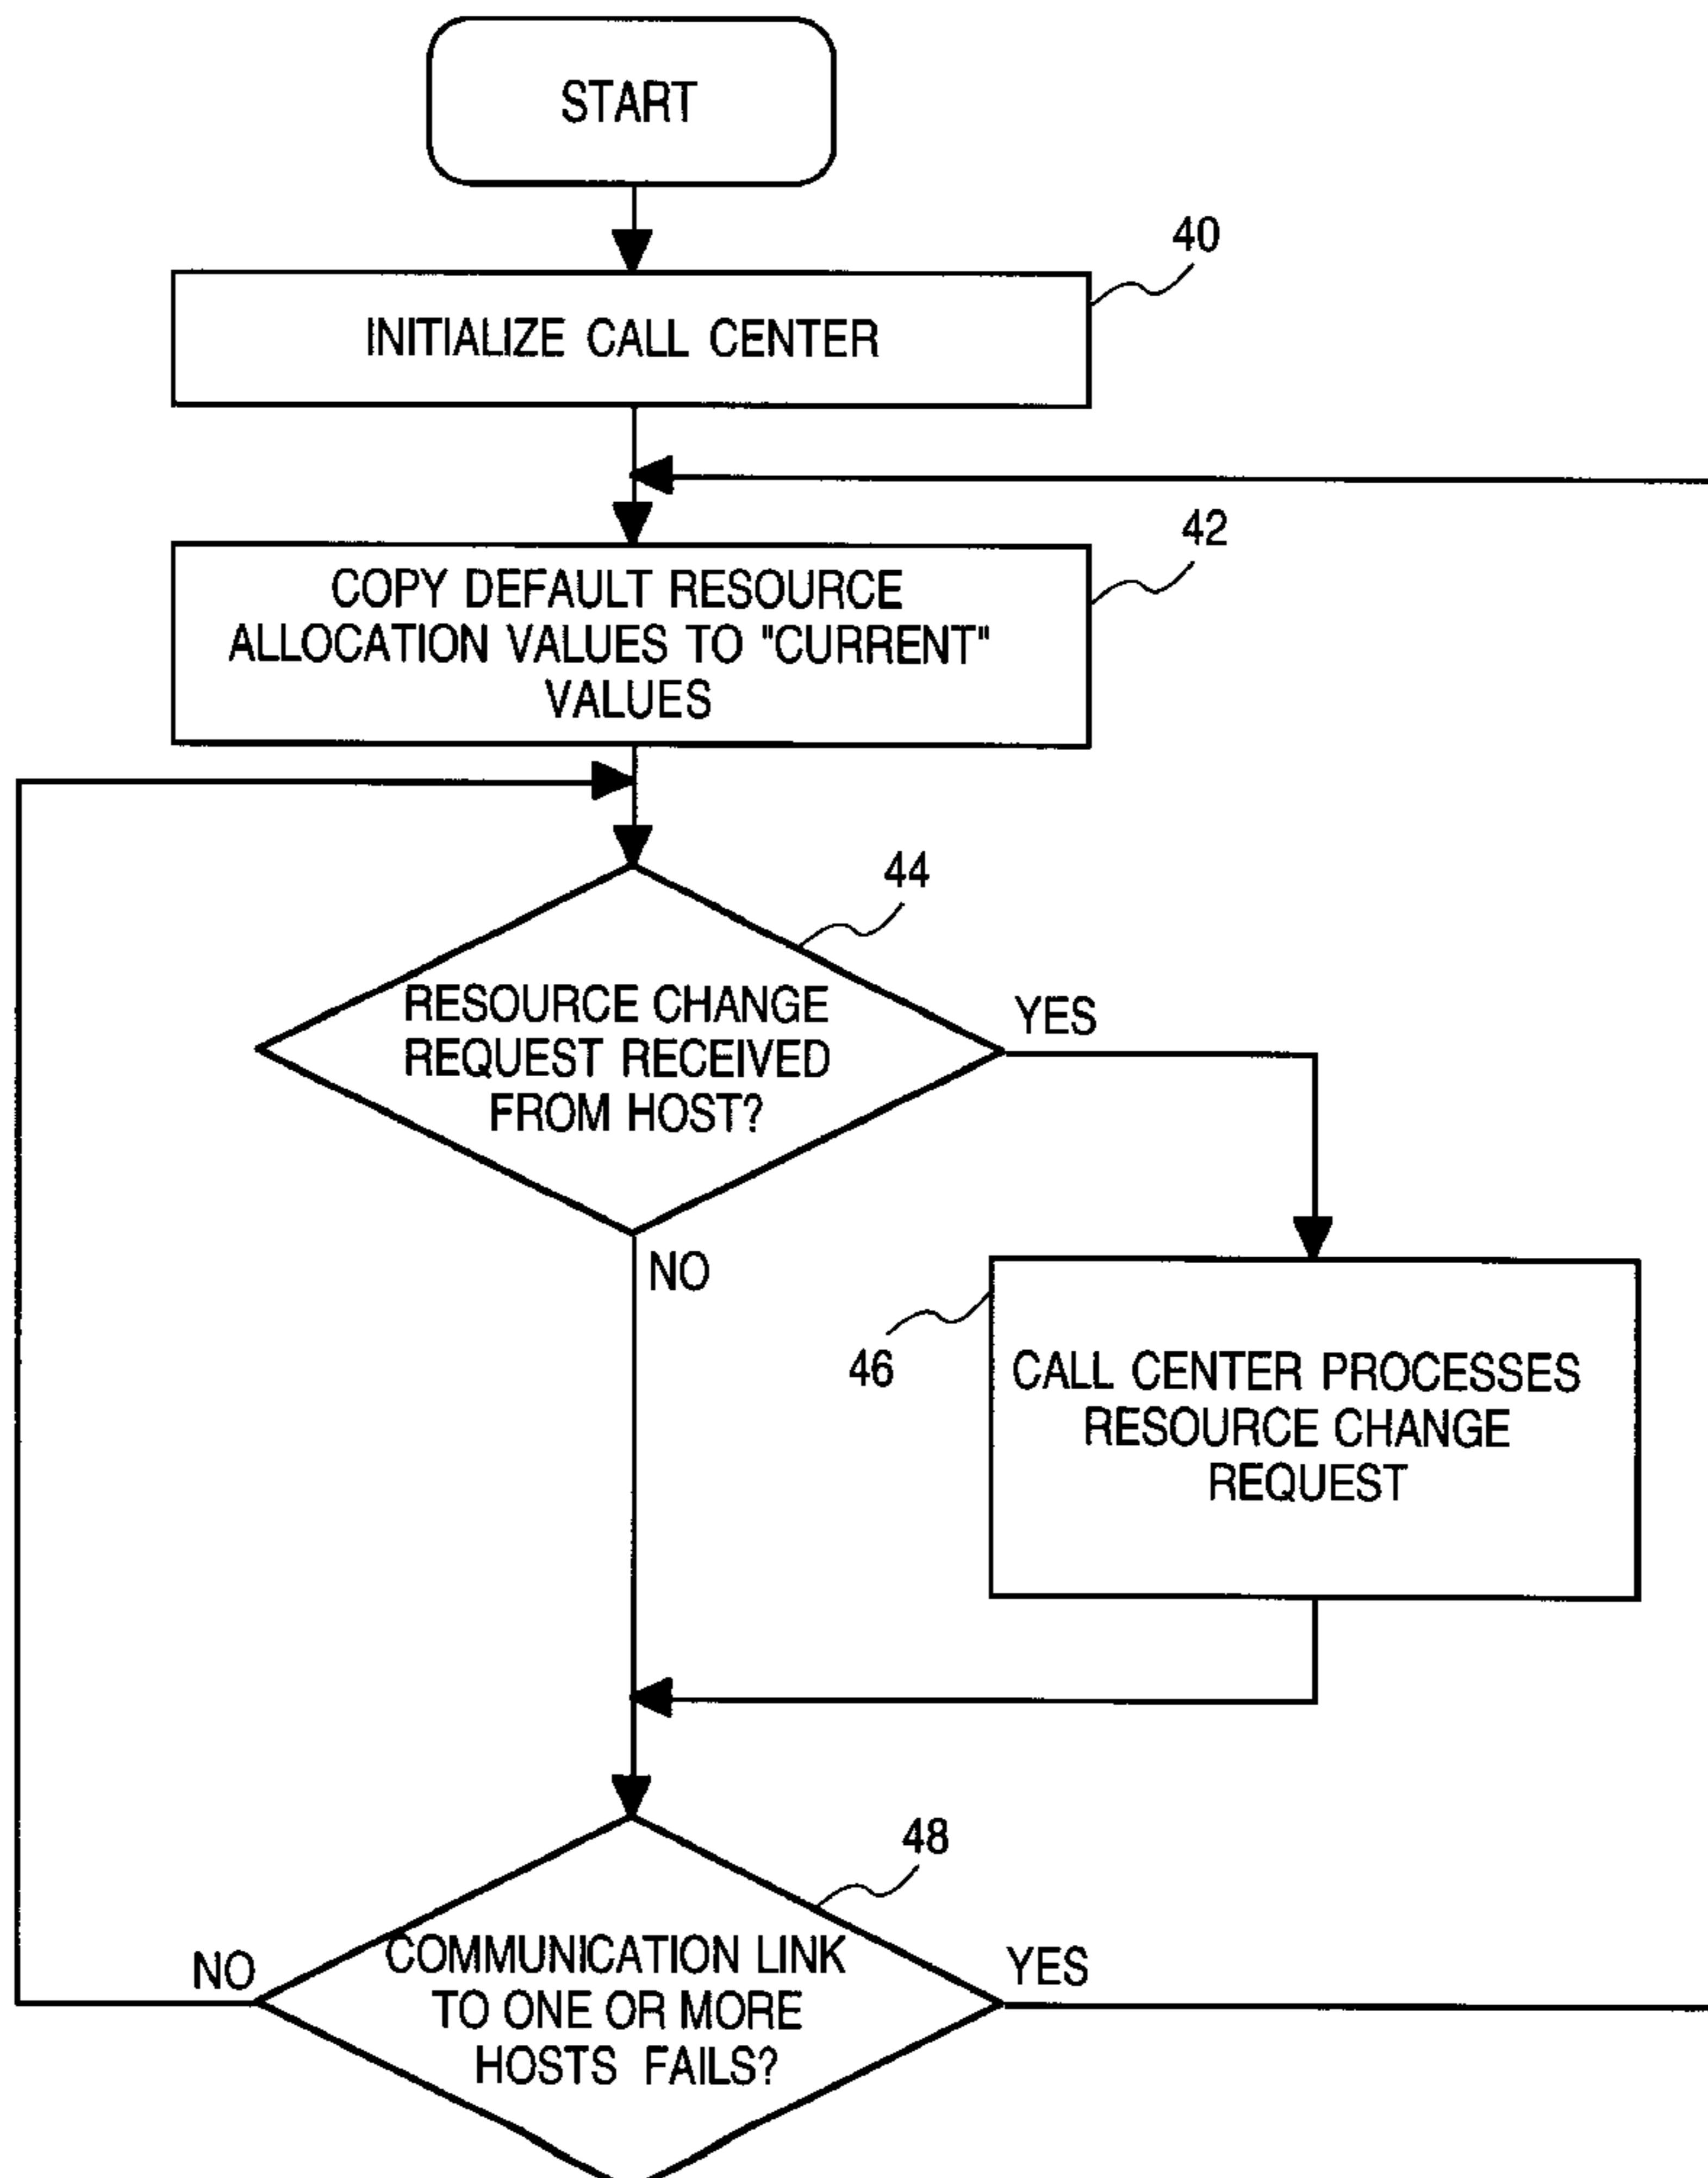 START
40
INITIALIZE CALL CENTER
42
COPY DEFAULT RESOURCE
ALLOCATION VALUES TO "CURRENT"
VALUES
44
RESOURCE CHANGE
REQUEST RECEIVED
FROM HOST?
YES
NO
46
CALL CENTER PROCESSES
RESOURCE CHANGE
REQUEST
48
NO
COMMUNICATION LINK
TO ONE OR MORE
HOSTS FAILS?
YES